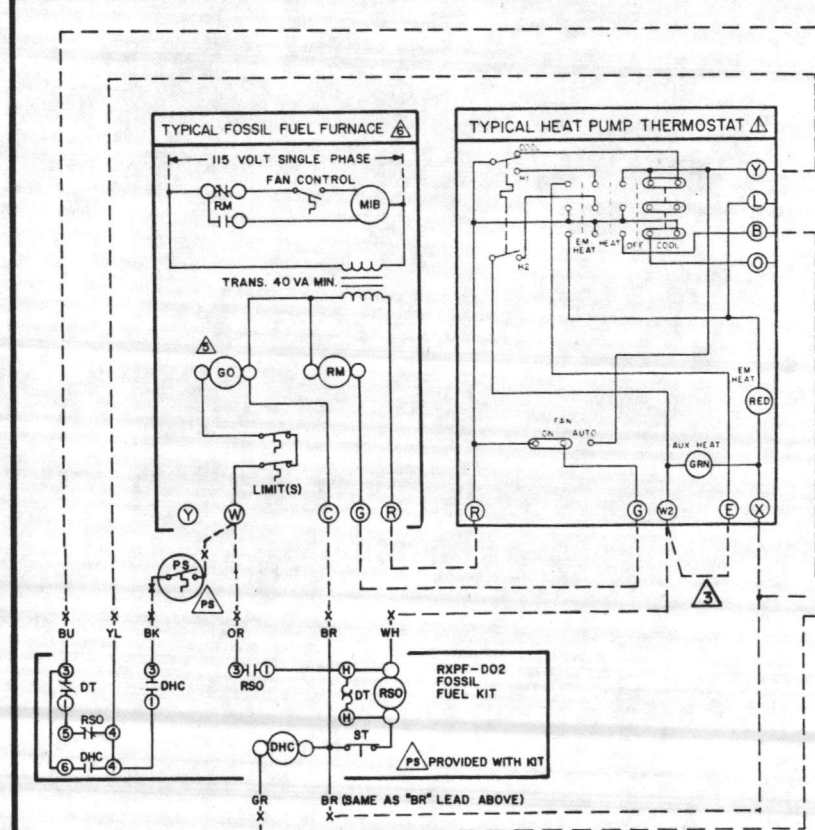 TYPICAL FOSSIL FUEL FURNACE 6
115 VOLT SINGLE PHASE
FAN CONTROL
RM
MIB
TRANS. 40 VA MIN.
5
GO
RM
LIMIT(S)
Y
W
C
G
R
TYPICAL HEAT PUMP THERMOSTAT 1
COOL
H1
H2
EM HEAT
HEAT
OFF
COOL
Y
L
B
O
EM HEAT
RED
FAN
ON
AUTO
AUX HEAT
GRN
R
G
W2
E
X
3
PS
PS
BU
YL
BK
OR
BR
WH
3
DT
1
RSO
5
4
DHC
6
4
3
DHC
1
3
1
RSO
H
DT
H
RSO
ST
DHC
RXPF-D02
FOSSIL
FUEL KIT
PS PROVIDED WITH KIT
GR
BR (SAME AS "BR" LEAD ABOVE)